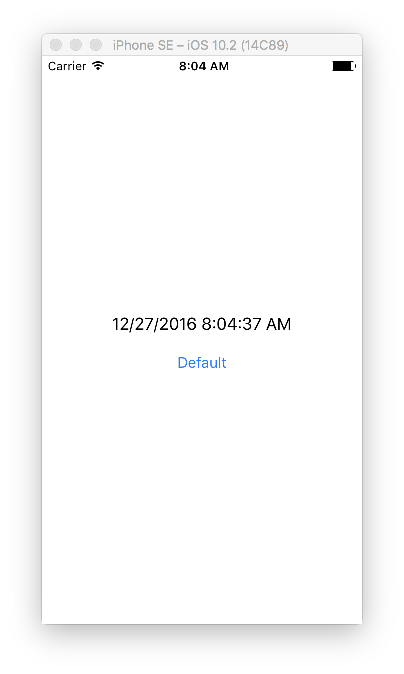 iPhone SE – iOS 10.2 (14C89)
Carrier 8:04 AM
12/27/2016 8:04:37 AM
Default